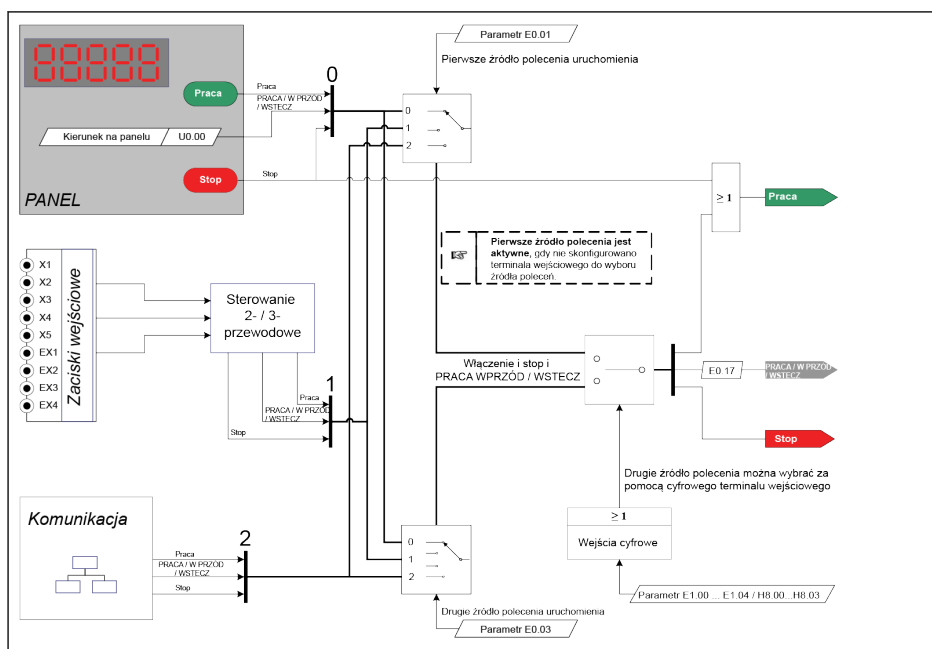 Parametr E0.01
Pierwsze źródło polecenia uruchomienia
88888
Praca
Kierunek na panelu
U0.00
Stop
PANEL
Praca
PRACA / W PRZÓD
/ WSTECZ
Stop
0
0
1
2
≥ 1
Praca
Pierwsze źródło polecenia jest
aktywne, gdy nie skonfigurowano
terminala wejściowego do wyboru
źródła poleceń.
X1
X2
X3
X4
X5
EX1
EX2
EX3
EX4
Zaciski wejściowe
Sterowanie
2- / 3-
przewodowe
Praca
PRACA / W PRZÓD
/ WSTECZ
Stop
1
Włączenie i stop i
PRACA WPRZÓD / WSTECZ
E0.17
PRACA / W PRZÓD
/ WSTECZ
Stop
Drugie źródło polecenia można wybrać za
pomocą cyfrowego terminalu wejściowego
≥ 1
Wejścia cyfrowe
Parametr E1.00 ... E1.04 / H8.00...H8.03
Komunikacja
Praca
PRACA / W PRZÓD
/ WSTECZ
Stop
2
0
1
2
Drugie źródło polecenia uruchomienia
Parametr E0.03